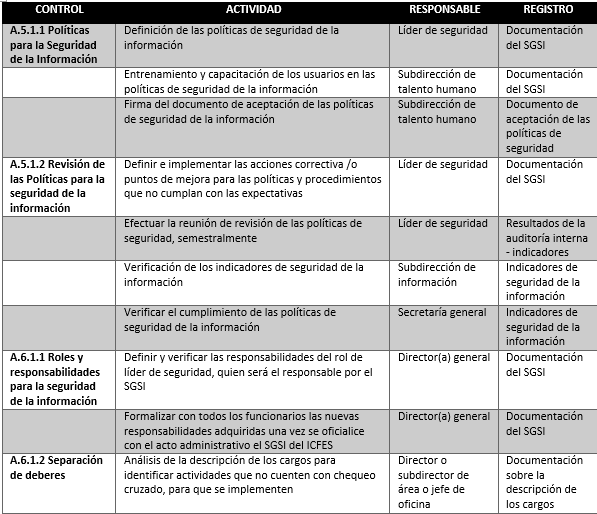 CONTROL ACTIVIDAD RESPONSABLE REGISTRO
A.5.1.1 Políticas
para la Seguridad
de la Información
Definición de las políticas de seguridad de la
información
Líder de seguridad
Documentación
del SGSI
Entrenamiento y capacitación de los usuarios en las
políticas de seguridad de la información
Subdirección de
talento humano
Documentación
del SGSI
Firma del documento de aceptación de las políticas
de seguridad de la información
Subdirección de
talento humano
Documento de
aceptación de las
políticas de
seguridad
A.5.1.2 Revisión de
las Políticas para la
seguridad de la
información
Definir e implementar las acciones correctiva /o
puntos de mejora para las políticas y procedimientos
que no cumplan con las expectativas
Líder de seguridad
Documentación
del SGSI
Efectuar la reunión de revisión de las políticas de
seguridad, semestralmente
Líder de seguridad
Resultados de la
auditoría interna
- indicadores
Verificación de los indicadores de seguridad de la
información
Subdirección de
información
Indicadores de
seguridad de la
información
Verificar el cumplimiento de las políticas de
seguridad de la información
Secretaría general
Indicadores de
seguridad de la
información
A.6.1.1 Roles y
responsabilidades
para la seguridad
de la información
Definir y verificar las responsabilidades del rol de
líder de seguridad, quien será el responsable por el
SGSI
Director(a) general
Documentación
del SGSI
Formalizar con todos los funcionarios las nuevas
responsabilidades adquiridas una vez se oficialice
con el acto administrativo el SGSI del ICFES
Director(a) general
Documentación
del SGSI
A.6.1.2 Separación
de deberes
Análisis de la descripción de los cargos para
identificar actividades que no cuenten con chequeo
cruzado, para que se implementen
Director o
subdirector de
área o jefe de
oficina
Documentación
sobre la
descripción de
los cargos